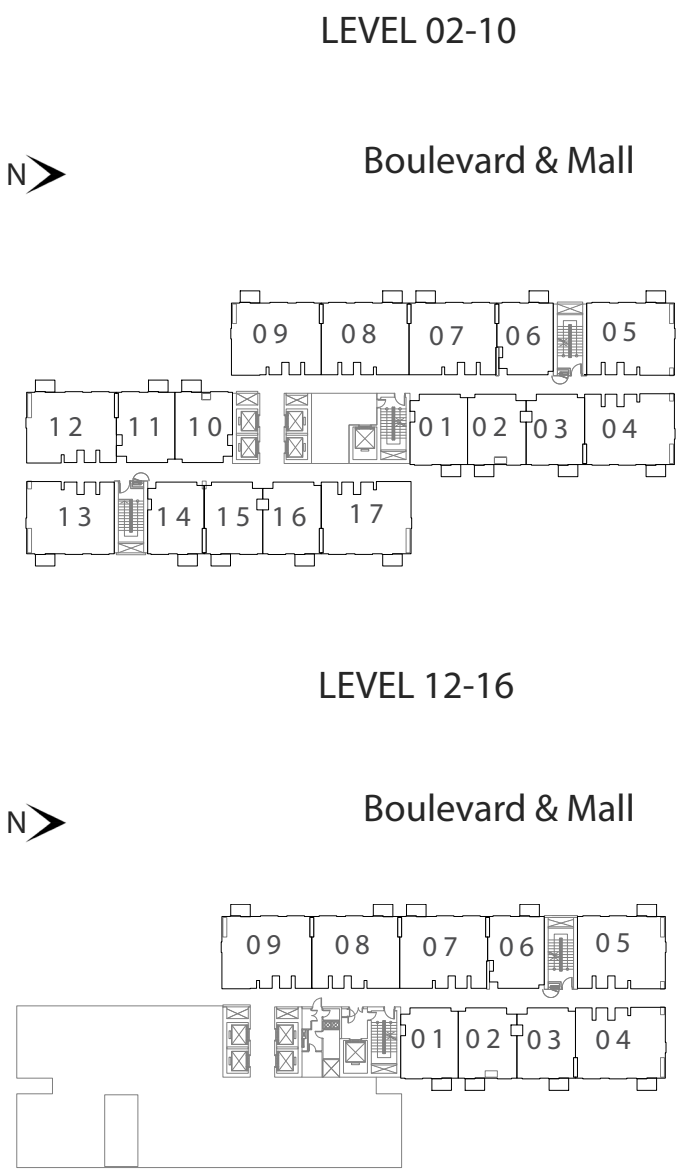 LEVEL 02-10
Boulevard & Mall
N
09 08 07 06 05
12 11 10 01 02 03 04
13 14 15 16 17
LEVEL 12-16
Boulevard & Mall
N
09 08 07 06 05
01 02 03 04